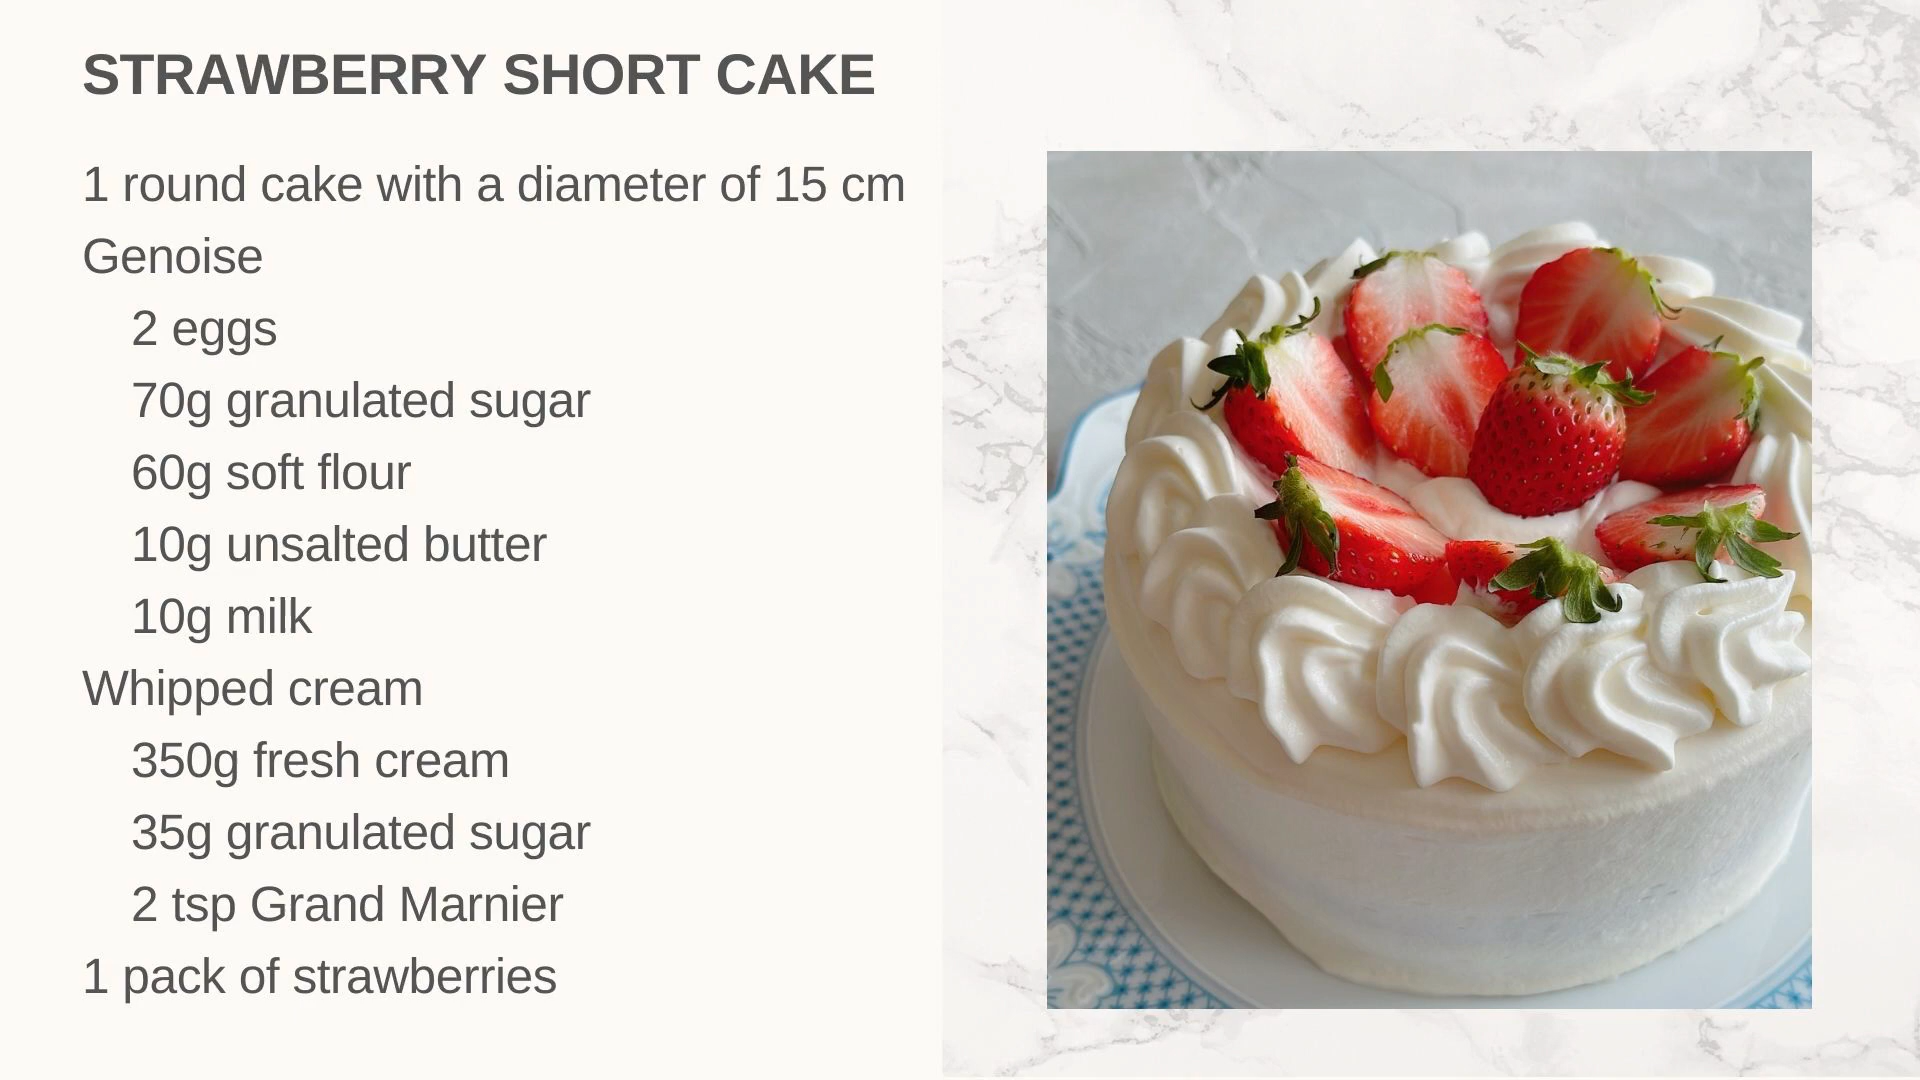 STRAWBERRY SHORT CAKE
1 round cake with a diameter of 15 cm
Genoise
2 eggs
70g granulated sugar
60g soft flour
10g unsalted butter
10g milk
Whipped cream
350g fresh cream
35g granulated sugar
2 tsp Grand Marnier
1 pack of strawberries